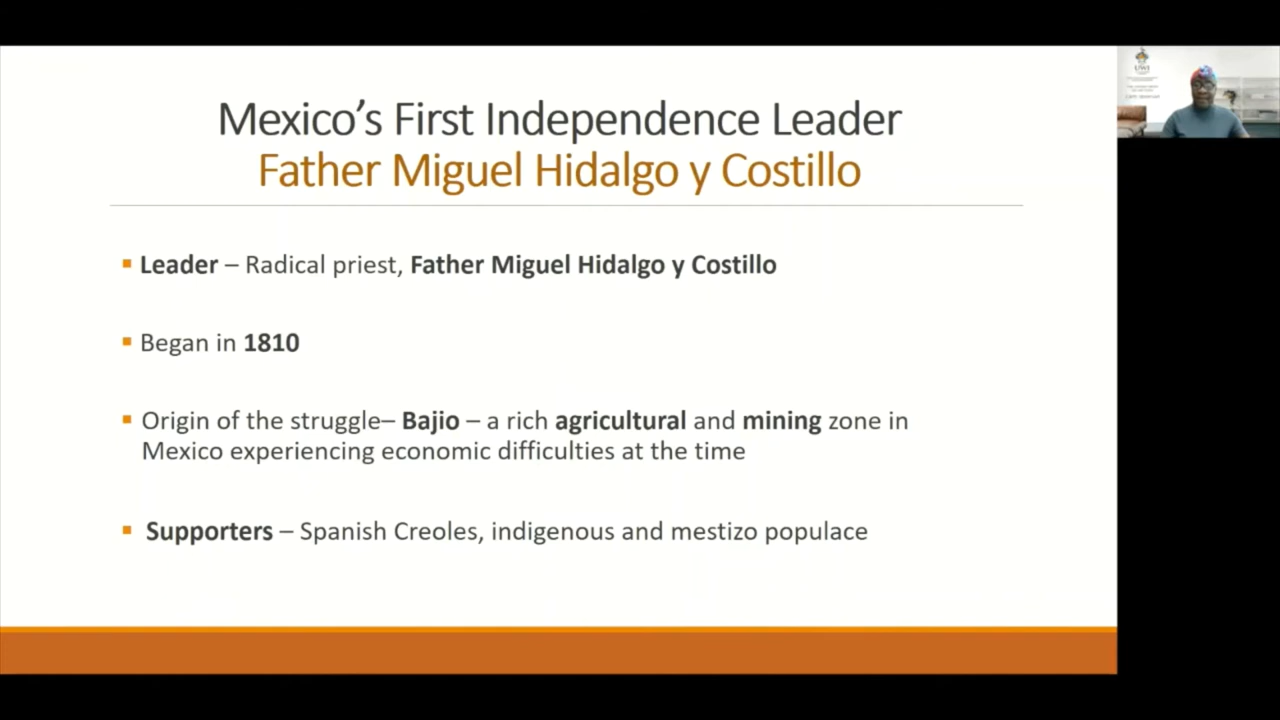 Mexico's First Independence Leader
Father Miguel Hidalgo y Costillo
▪ Leader – Radical priest, Father Miguel Hidalgo y Costillo
▪ Began in 1810
▪ Origin of the struggle– Bajio – a rich agricultural and mining zone in
Mexico experiencing economic difficulties at the time
▪ Supporters – Spanish Creoles, indigenous and mestizo populace
UWI